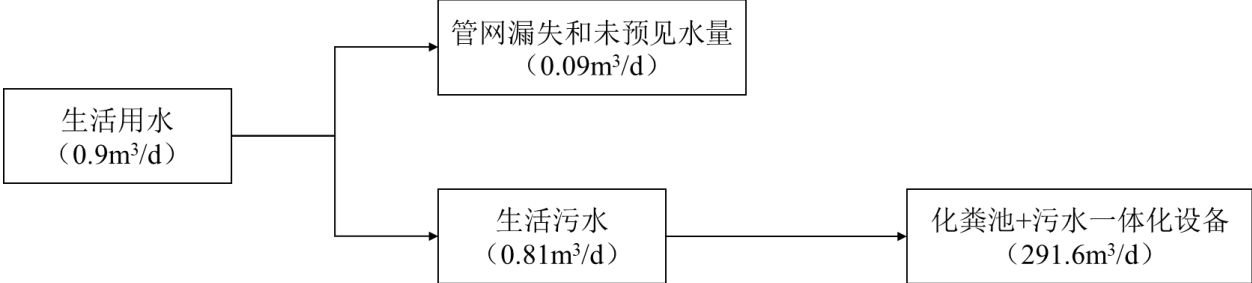 管网漏失和未预见水量
（0.09m³/d）
生活用水
（0.9m³/d）
生活污水
（0.81m³/d）
化粪池+污水一体化设备
（291.6m³/d）